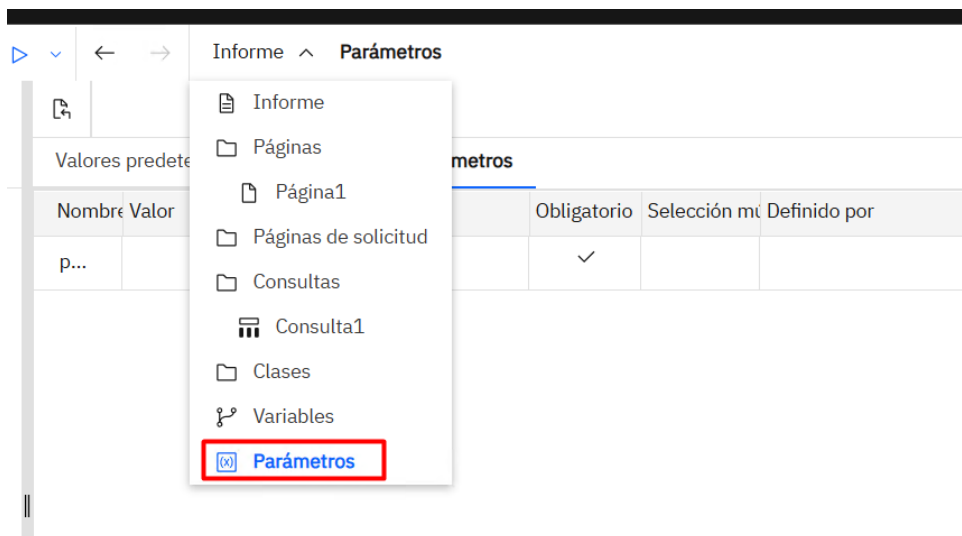 Informe Parámetros
Informe
Páginas
Página1
Páginas de solicitud
Consultas
Consulta1
Clases
Variables
(x) Parámetros
Valores predete metros
Nombre Valor Obligatorio Selección mú Definido por
p...